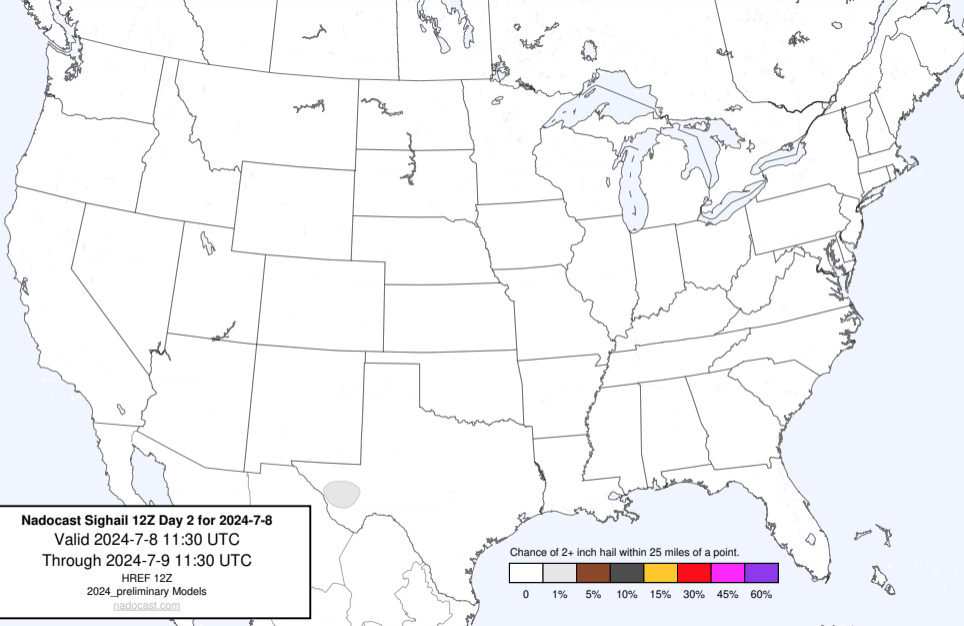 Nadocast Sighail 12Z Day 2 for 2024-7-8
Valid 2024-7-8 11:30 UTC
Through 2024-7-9 11:30 UTC
HREF 12Z
2024_preliminary Models
nadocast.com
Chance of 2+ inch hail within 25 miles of a point.
0 1% 5% 10% 15% 30% 45% 60%